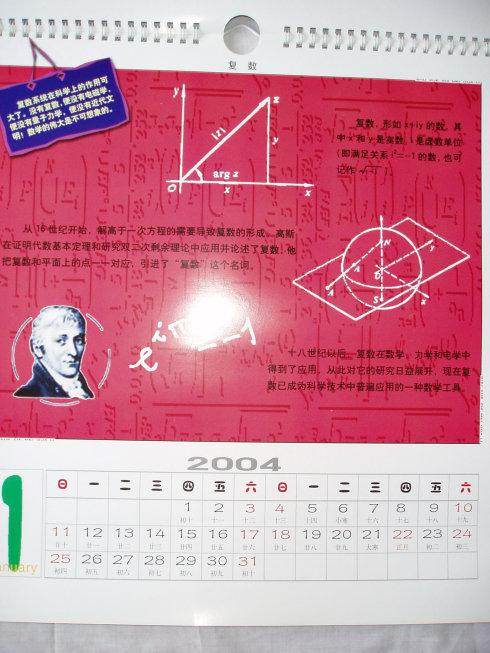 复 数
复数系统在科学上的作用可
大了。没有复数，便没有电磁学，
便没有量子力学，便没有近代文
明！数学的伟大是不可想象的。
y
z
|z|
y
arg z
O
x
x
复数，形如 x+iy 的数，其
中 x 和 y 是实数，i 是虚数单位
(即满足关系 i²=-1 的数，也可
记作 √-1 )。
从 16 世纪开始，解高于一次方程的需要导致复数的形成。高斯
在证明代数基本定理和研究双二次剩余理论中应用并论述了复数，他
把复数和平面上的点一一对应，引进了“复数”这个名词。
N
y
A
A
O
S
x
十八世纪以后，复数在数学、力学和电学中
得到了应用，从此对它的研究日益展开，现在复
数已成为科学技术中普遍应用的一种数学工具。
2004
1
日 一 二 三 四 五 六 日 一 二 三 四 五 六
1 2 3 4 5 6 7 8 9 10
初十 十一 十二 十三 十四 小寒 十六 十七 十八 十九
11 12 13 14 15 16 17 18 19 20 21 22 23 24
二十 廿一 廿二 廿三 廿四 廿五 廿六 廿七 廿八 廿九 大寒 正月 初二 初三
25 26 27 28 29 30 31
初四 初五 初六 初七 初八 初九 初十